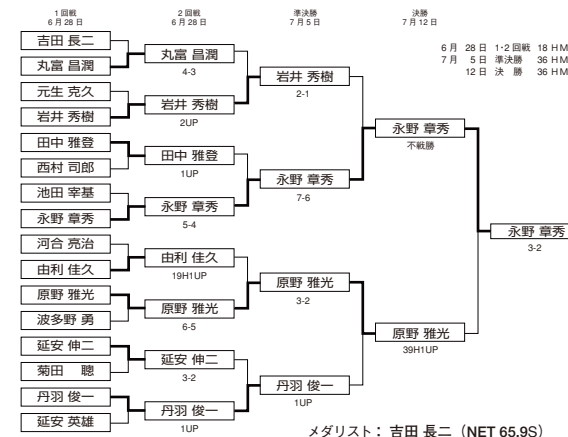 1回戦
6月28日
2回戦
6月28日
準決勝
7月5日
決勝
7月12日
6月 28日 1・2回戦 18 HM
7月 5日 準決勝 36 HM
12日 決 勝 36 HM
吉田 長二
丸富 昌潤
元生 克久
岩井 秀樹
田中 雅登
西村 司郎
池田 宰基
永野 章秀
河合 亮治
由利 佳久
原野 雅光
波多野 勇
延安 伸二
菊田 聰
丹羽 俊一
延安 英雄
丸富 昌潤
4-3
岩井 秀樹
2UP
田中 雅登
1UP
永野 章秀
5-4
由利 佳久
19H1UP
原野 雅光
6-5
延安 伸二
3-2
丹羽 俊一
1UP
岩井 秀樹
2-1
永野 章秀
7-6
原野 雅光
3-2
丹羽 俊一
1UP
永野 章秀
不戦勝
原野 雅光
39H1UP
永野 章秀
3-2
メダリスト：吉田 長二（NET 65.9S）